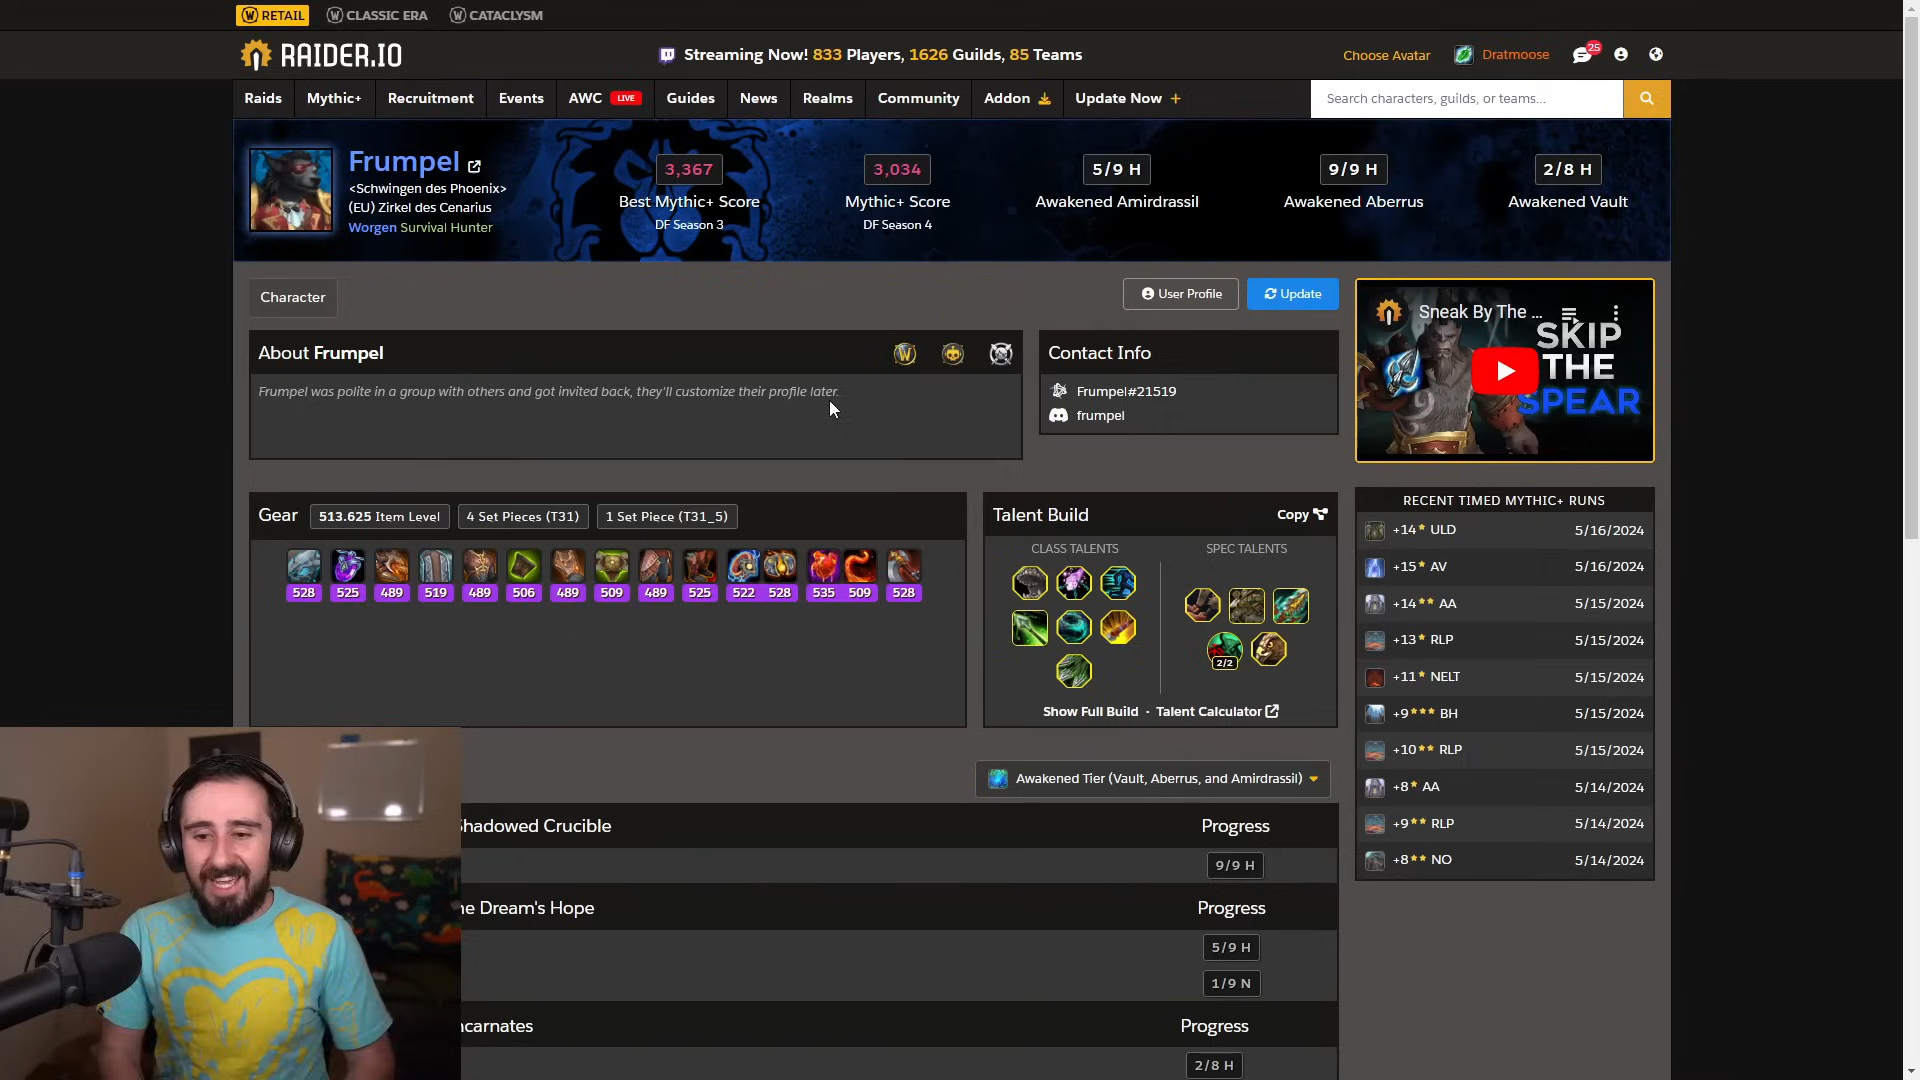 RETAIL CLASSIC ERA CATACLYSM
RAIDER.IO
Streaming Now! 833 Players, 1626 Guilds, 85 Teams
Choose Avatar
Dratmoose
25
Raids Mythic+ Recruitment Events AWC LIVE Guides News Realms Community Addon Update Now +
Search characters, guilds, or teams...
Frumpel
<Schwingen des Phoenix>
(EU) Zirkel des Cenarius
Worgen Survival Hunter
3,367
Best Mythic+ Score
DF Season 3
3,034
Mythic+ Score
DF Season 4
5/9 H
Awakened Amirdrassil
9/9 H
Awakened Aberrus
2/8 H
Awakened Vault
Character
User Profile
Update
About Frumpel
Frumpel was polite in a group with others and got invited back, they'll customize their profile later.
Contact Info
Frumpel#21519
frumpel
Sneak By The ...
SKIP
THE
SPEAR
Gear
513.625 Item Level
4 Set Pieces (T31)
1 Set Piece (T31_5)
528 525 489 519 489 506 489 509 489 525 522 528 535 509 528
Talent Build
Copy
CLASS TALENTS
SPEC TALENTS
2/2
Show Full Build · Talent Calculator
RECENT TIMED MYTHIC+ RUNS
+14* ULD 5/16/2024
+15* AV 5/16/2024
+14** AA 5/15/2024
+13* RLP 5/15/2024
+11* NELT 5/15/2024
+9*** BH 5/15/2024
+10** RLP 5/15/2024
+8* AA 5/14/2024
+9** RLP 5/14/2024
+8** NO 5/14/2024
Awakened Tier (Vault, Aberrus, and Amirdrassil)
Shadowed Crucible Progress
9/9 H
he Dream's Hope Progress
5/9 H
1/9 N
carnates Progress
2/8 H